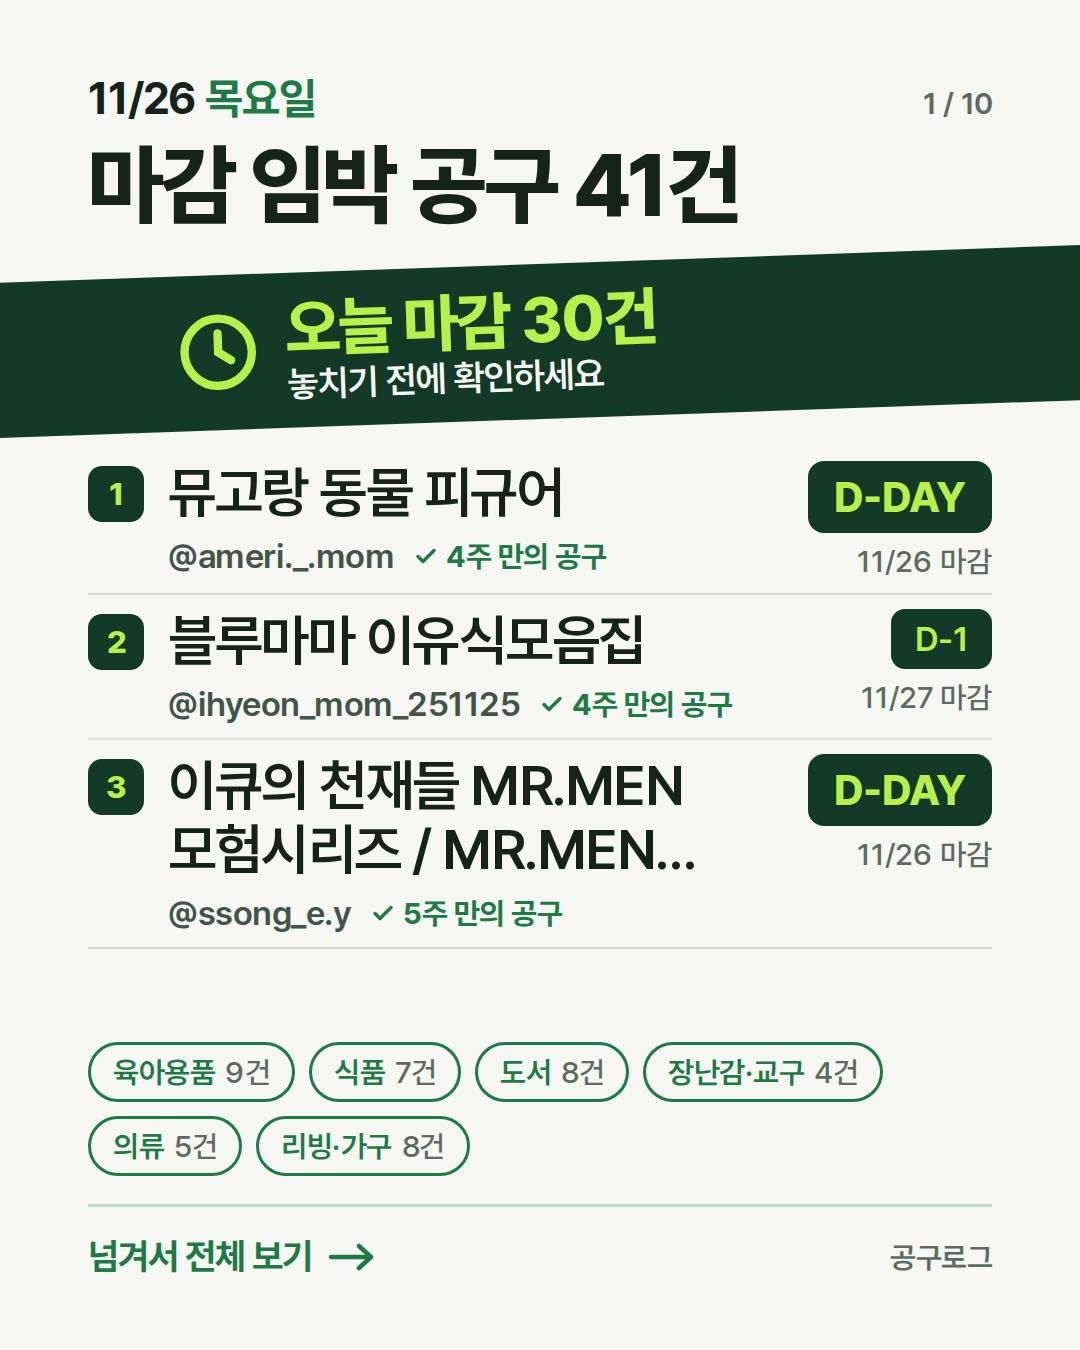 11/26 목요일
1 / 10
마감 임박 공구 41건
오늘 마감 30건
놓치기 전에 확인하세요
1
뮤고랑 동물 피규어
D-DAY
@ameri._.mom
4주 만의 공구
11/26 마감
2
블루마마 이유식모음집
D-1
@ihyeon_mom_251125
4주 만의 공구
11/27 마감
3
이큐의 천재들 MR.MEN
모험시리즈 / MR.MEN...
D-DAY
11/26 마감
@ssong_e.y
5주 만의 공구
육아용품 9건
식품 7건
도서 8건
장난감·교구 4건
의류 5건
리빙·가구 8건
넘겨서 전체 보기
공구로그